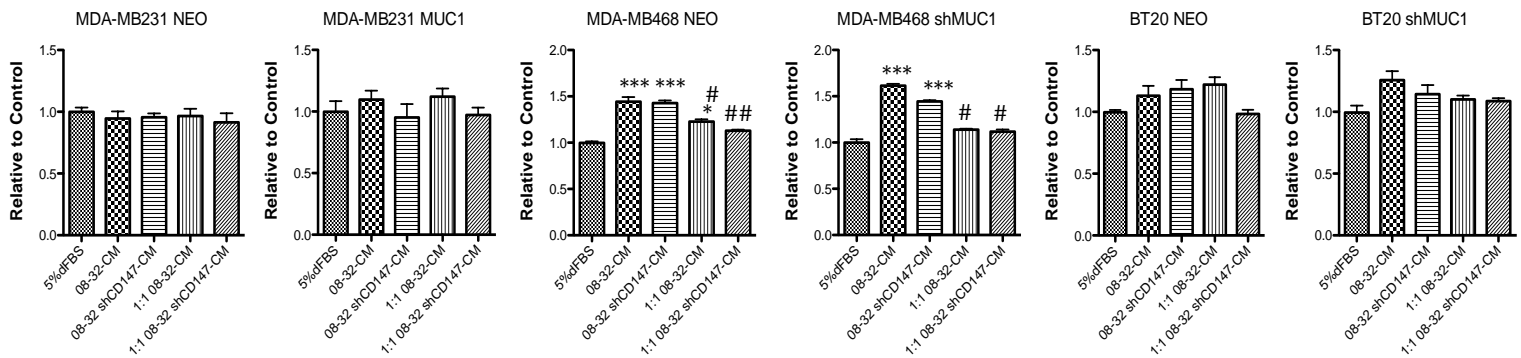 MDA-MB231 NEO
Relative to Control
1.5
1.0
0.5
0.0
5%dFBS
08-32-CM
08-32 shCD147-CM
1:1 08-32-CM
1:1 08-32 shCD147-CM
MDA-MB231 MUC1
Relative to Control
1.5
1.0
0.5
0.0
5%dFBS
08-32-CM
08-32 shCD147-CM
1:1 08-32-CM
1:1 08-32 shCD147-CM
MDA-MB468 NEO
Relative to Control
2.0
1.5
1.0
0.5
0.0
*** *** # * ##
5%dFBS
08-32-CM
08-32 shCD147-CM
1:1 08-32-CM
1:1 08-32 shCD147-CM
MDA-MB468 shMUC1
Relative to Control
2.0
1.5
1.0
0.5
0.0
*** *** # #
5%dFBS
08-32-CM
08-32 shCD147-CM
1:1 08-32-CM
1:1 08-32 shCD147-CM
BT20 NEO
Relative to Control
1.5
1.0
0.5
0.0
5%dFBS
08-32-CM
08-32 shCD147-CM
1:1 08-32-CM
1:1 08-32 shCD147-CM
BT20 shMUC1
Relative to Control
1.5
1.0
0.5
0.0
5%dFBS
08-32-CM
08-32 shCD147-CM
1:1 08-32-CM
1:1 08-32 shCD147-CM